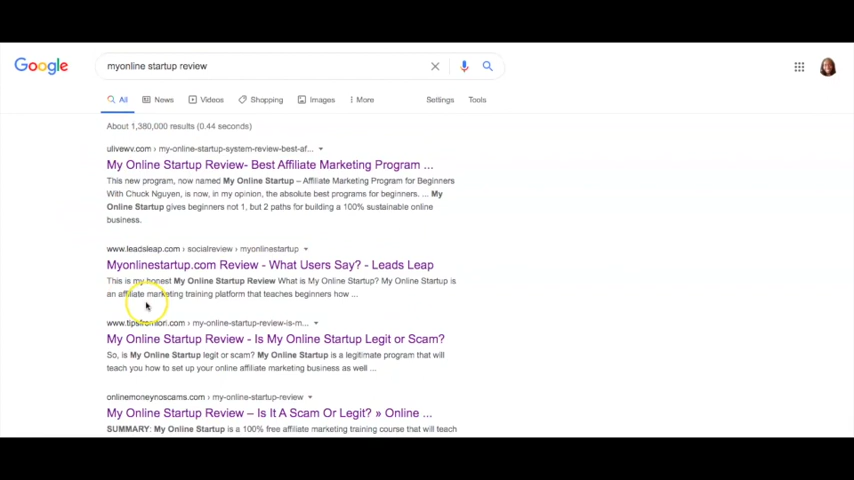 Google
myonline startup review
All News Videos Shopping Images More Settings Tools
About 1,380,000 results (0.44 seconds)
ulivewv.com › my-online-startup-system-review-best-af...
My Online Startup Review- Best Affiliate Marketing Program ...
This new program, now named My Online Startup – Affiliate Marketing Program for Beginners
With Chuck Nguyen, is now, in my opinion, the absolute best programs for beginners. ... My
Online Startup gives beginners not 1, but 2 paths for building a 100% sustainable online
business.
www.leadsleap.com › socialreview › myonlinestartup
Myonlinestartup.com Review - What Users Say? - Leads Leap
This is my honest My Online Startup Review What is My Online Startup? My Online Startup is
an affiliate marketing training platform that teaches beginners how ...
www.tipsfromlori.com › my-online-startup-review-is-m...
My Online Startup Review - Is My Online Startup Legit or Scam?
So, is My Online Startup legit or scam? My Online Startup is a legitimate program that will
teach you how to set up your online affiliate marketing business as well ...
onlinemoneynoscams.com › my-online-startup-review
My Online Startup Review – Is It A Scam Or Legit? » Online ...
SUMMARY: My Online Startup is a 100% free affiliate marketing training course that will teach